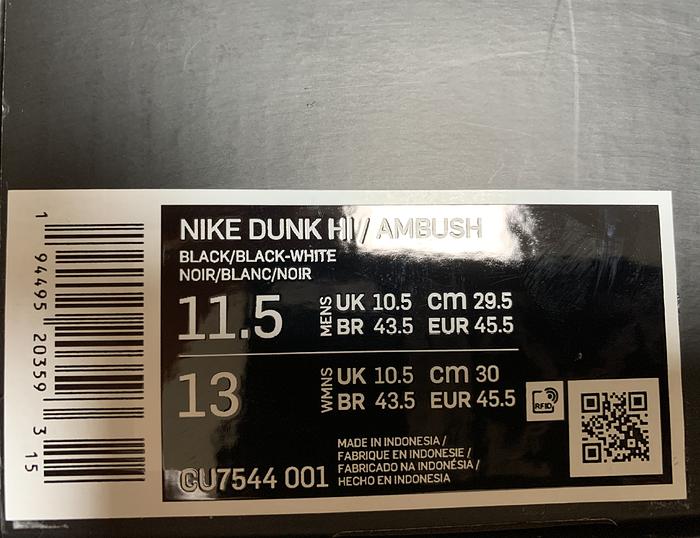 NIKE DUNK HI / AMBUSH
BLACK/BLACK-WHITE
NOIR/BLANC/NOIR
11.5 MENS UK 10.5 CM 29.5
BR 43.5 EUR 45.5
13 WMNS UK 10.5 CM 30
BR 43.5 EUR 45.5
RFID
CU7544 001
MADE IN INDONESIA /
FABRIQUE EN INDONESIE /
FABRICADO NA INDONÉSIA /
HECHO EN INDONESIA
1 94495 20359 3 15